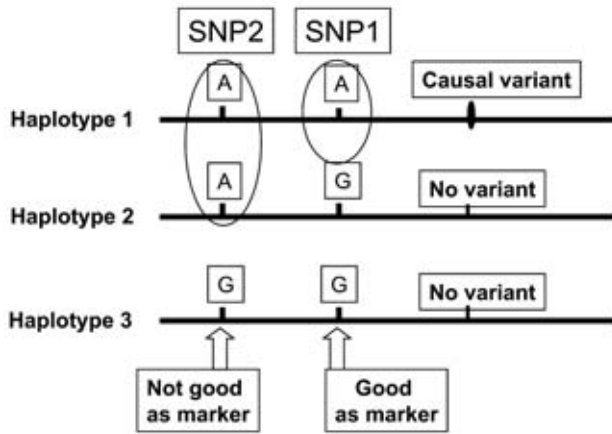 SNP2 SNP1
A A Causal variant
Haplotype 1
A G No variant
Haplotype 2
G G No variant
Haplotype 3
Not good
as marker
Good
as marker